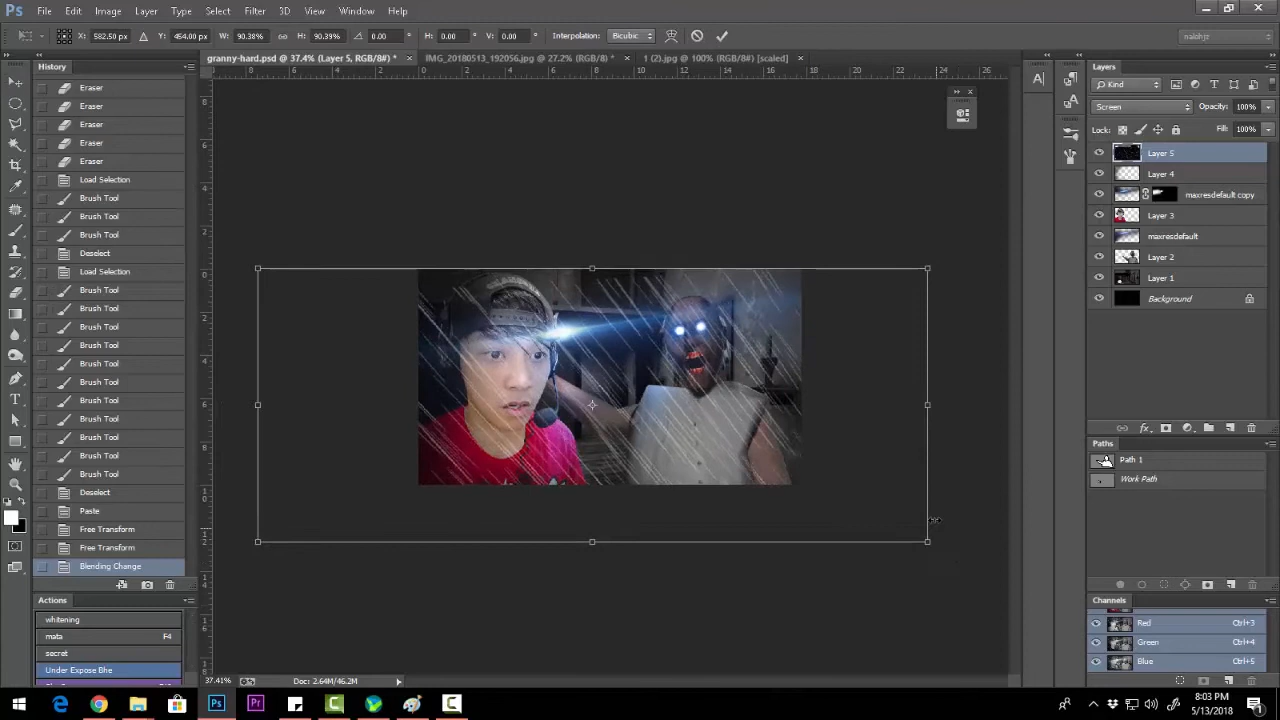 Ps File Edit Image Layer Type Select Filter 3D View Window Help
X: 582.50 px Y: 454.00 px W: 90.38% H: 90.39% 0.00 ° H: 0.00 ° V: 0.00 ° Interpolation: Bicubic
granny-hard.psd @ 37.4% (Layer 5, RGB/8#) * × IMG_20180513_192056.jpg @ 27.2% (RGB/8) * × 1 (2).jpg @ 100% (RGB/8#) [scaled] ×
History
Eraser
Eraser
Eraser
Eraser
Eraser
Load Selection
Brush Tool
Brush Tool
Brush Tool
Deselect
Load Selection
Brush Tool
Brush Tool
Brush Tool
Brush Tool
Brush Tool
Brush Tool
Brush Tool
Brush Tool
Brush Tool
Brush Tool
Deselect
Paste
Free Transform
Free Transform
Blending Change
Actions
whitening
mata F4
secret
Under Expose Bhe
Layers
Kind
Screen Opacity: 100%
Lock: Fill: 100%
Layer 5
Layer 4
maxresdefault copy
Layer 3
maxresdefault
Layer 2
Layer 1
Background
Paths
Path 1
Work Path
Channels
Red Ctrl+3
Green Ctrl+4
Blue Ctrl+5
37.41% Doc: 2.64M/46.2M
8:03 PM
5/13/2018